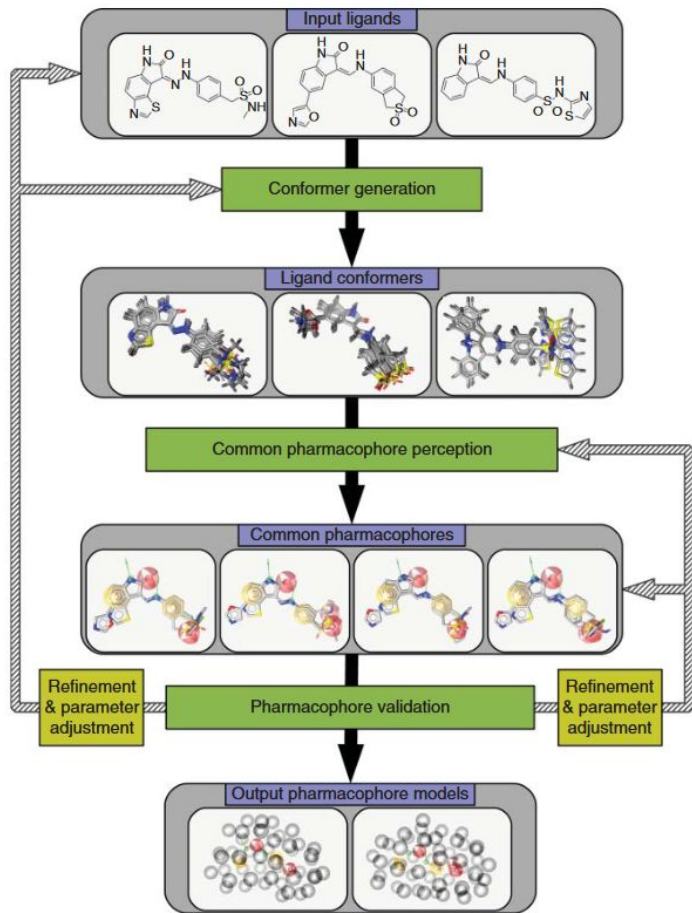 Input ligands
H
N O
H
N
N
O
S
O
N
H
N
S
HN
O
H
N
O
N
S
O
O
H
N O
H
N
O
H
N
S
O
N
S
Conformer generation
Ligand conformers
Common pharmacophore perception
Common pharmacophores
Refinement
& parameter
adjustment
Pharmacophore validation
Refinement
& parameter
adjustment
Output pharmacophore models